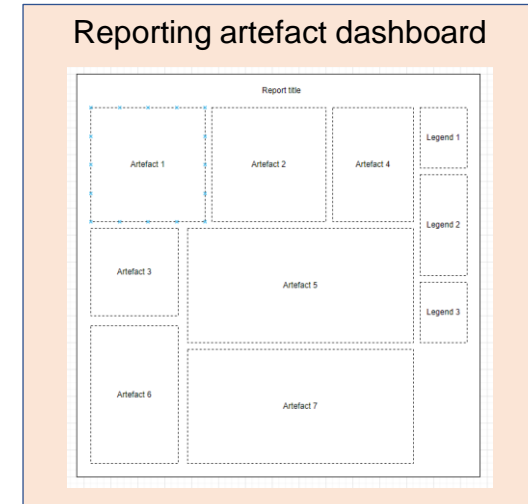 Reporting artefact dashboard
Report title
Artefact 1
Artefact 2
Artefact 4
Legend 1
Legend 2
Artefact 3
Artefact 5
Legend 3
Artefact 6
Artefact 7